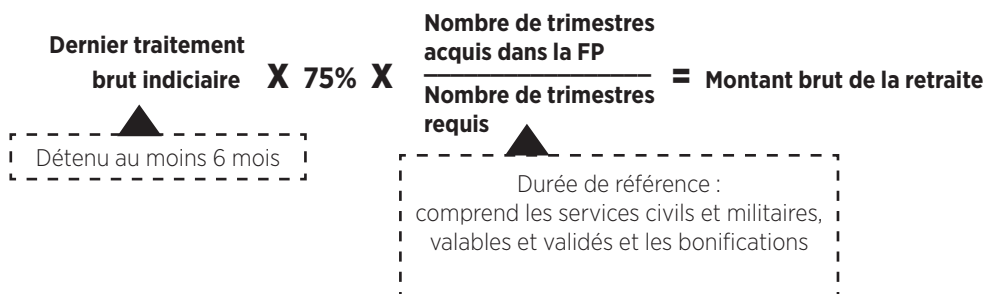 Dernier traitement
brut indiciaire X 75% X
Nombre de trimestres
acquis dans la FP
Nombre de trimestres
requis
= Montant brut de la retraite
Détenu au moins 6 mois
Durée de référence :
comprend les services civils et militaires,
valables et validés et les bonifications